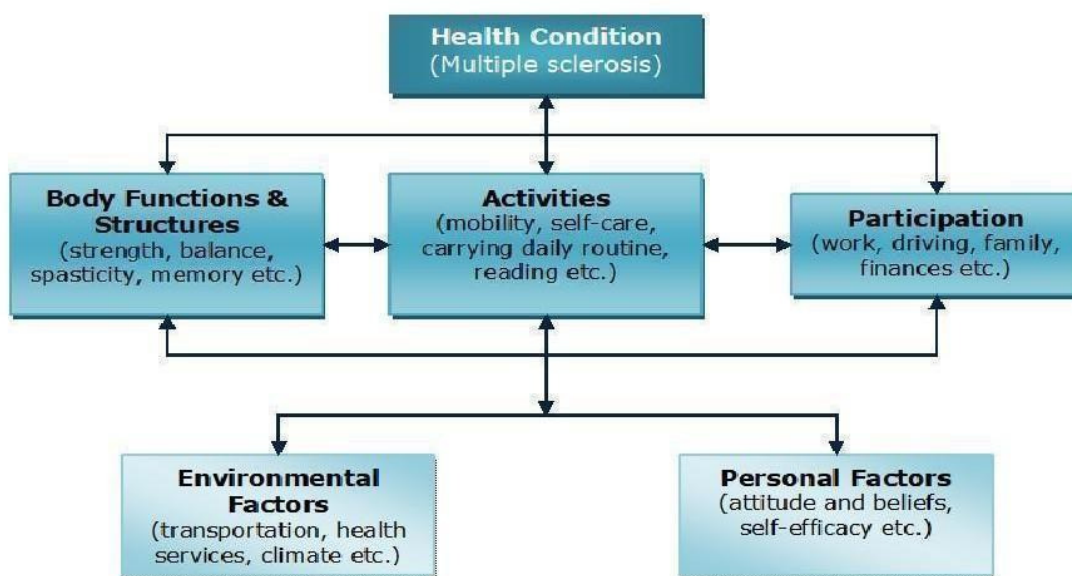 Health Condition
(Multiple sclerosis)
Body Functions &
Structures
(strength, balance,
spasticity, memory etc.)
Activities
(mobility, self-care,
carrying daily routine,
reading etc.)
Participation
(work, driving, family,
finances etc.)
Environmental
Factors
(transportation, health
services, climate etc.)
Personal Factors
(attitude and beliefs,
self-efficacy etc.)